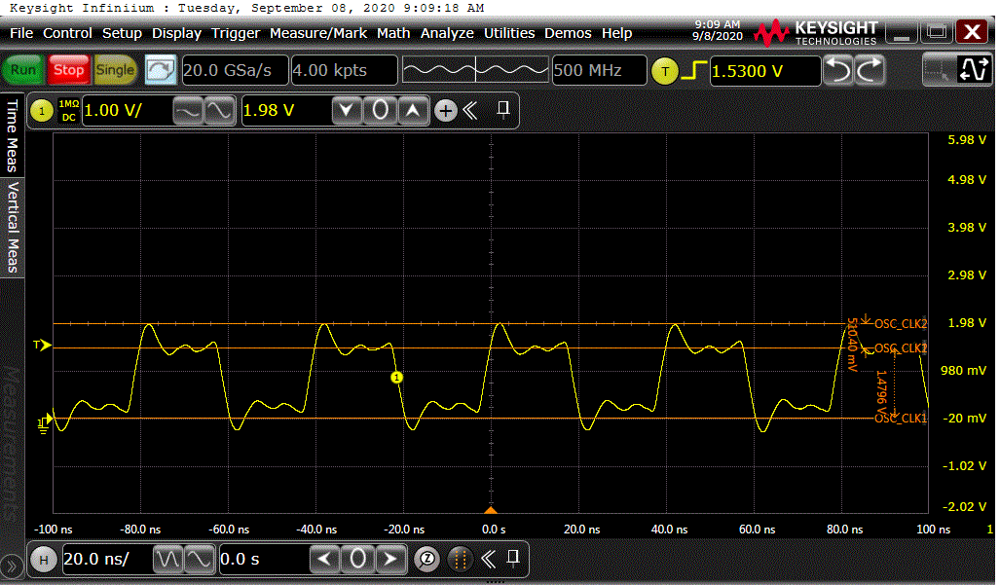 Keysight Infiniium : Tuesday, September 08, 2020 9:09:18 AM
File Control Setup Display Trigger Measure/Mark Math Analyze Utilities Demos Help
9:09 AM
9/8/2020
KEYSIGHT
TECHNOLOGIES
X
Run Stop Single 20.0 GSa/s 4.00 kpts 500 MHz T 1.5300 V
1 1MΩ DC 1.00 V/ 1.98 V
Time Meas
Vertical Meas
Measurements
5.98 V
4.98 V
3.98 V
2.98 V
1.98 V
980 mV
-20 mV
-1.02 V
-2.02 V
T
1
1
OSC_CLK2
OSC_CLK1
1.4796 V
-100 ns -80.0 ns -60.0 ns -40.0 ns -20.0 ns 0.0 s 20.0 ns 40.0 ns 60.0 ns 80.0 ns 100 ns 1
H 20.0 ns/ 0.0 s